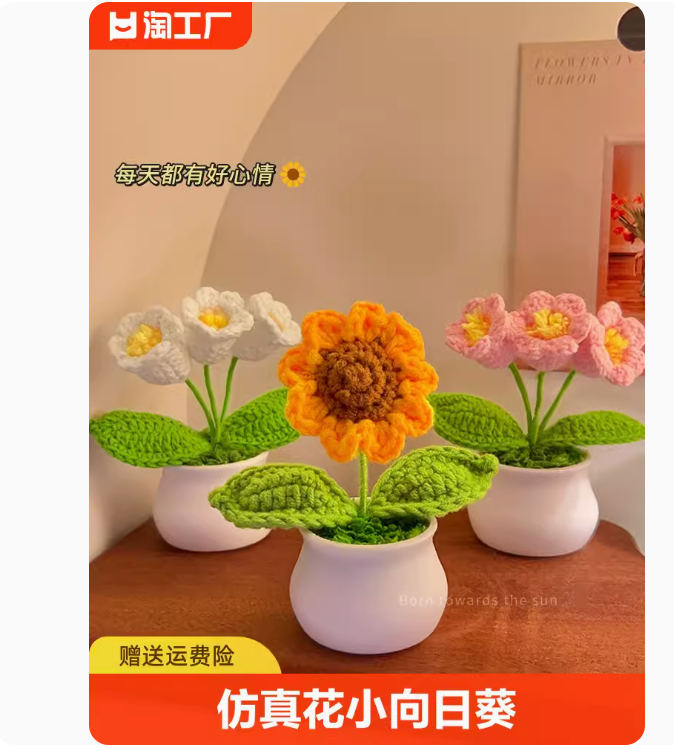 淘工厂
FLOWERS IN
MIRROR
每天都有好心情
Born towards the sun
赠送运费险
仿真花小向日葵